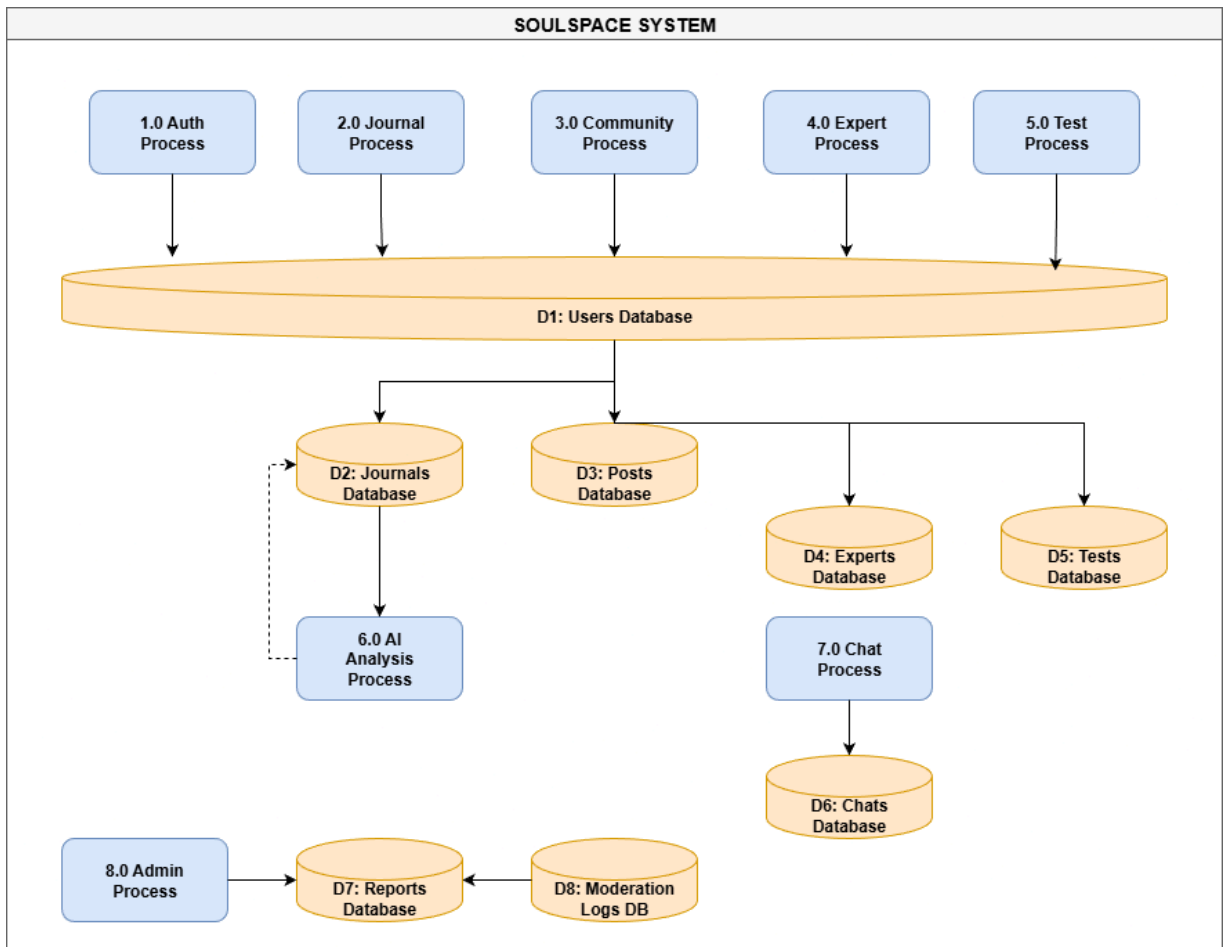 SOULSPACE SYSTEM
1.0 Auth
Process
2.0 Journal
Process
3.0 Community
Process
4.0 Expert
Process
5.0 Test
Process
D1: Users Database
D2: Journals
Database
D3: Posts
Database
D4: Experts
Database
D5: Tests
Database
6.0 AI
Analysis
Process
7.0 Chat
Process
D6: Chats
Database
8.0 Admin
Process
D7: Reports
Database
D8: Moderation
Logs DB